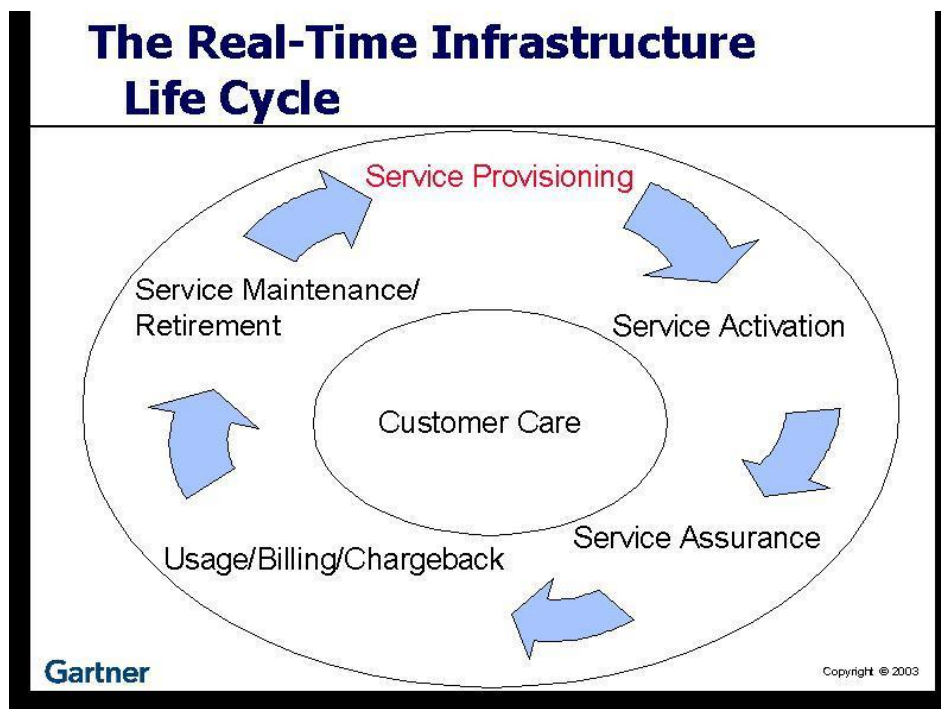 The Real-Time Infrastructure
Life Cycle
Service Provisioning
Service Maintenance/
Retirement
Service Activation
Customer Care
Service Assurance
Usage/Billing/Chargeback
Gartner
Copyright © 2003